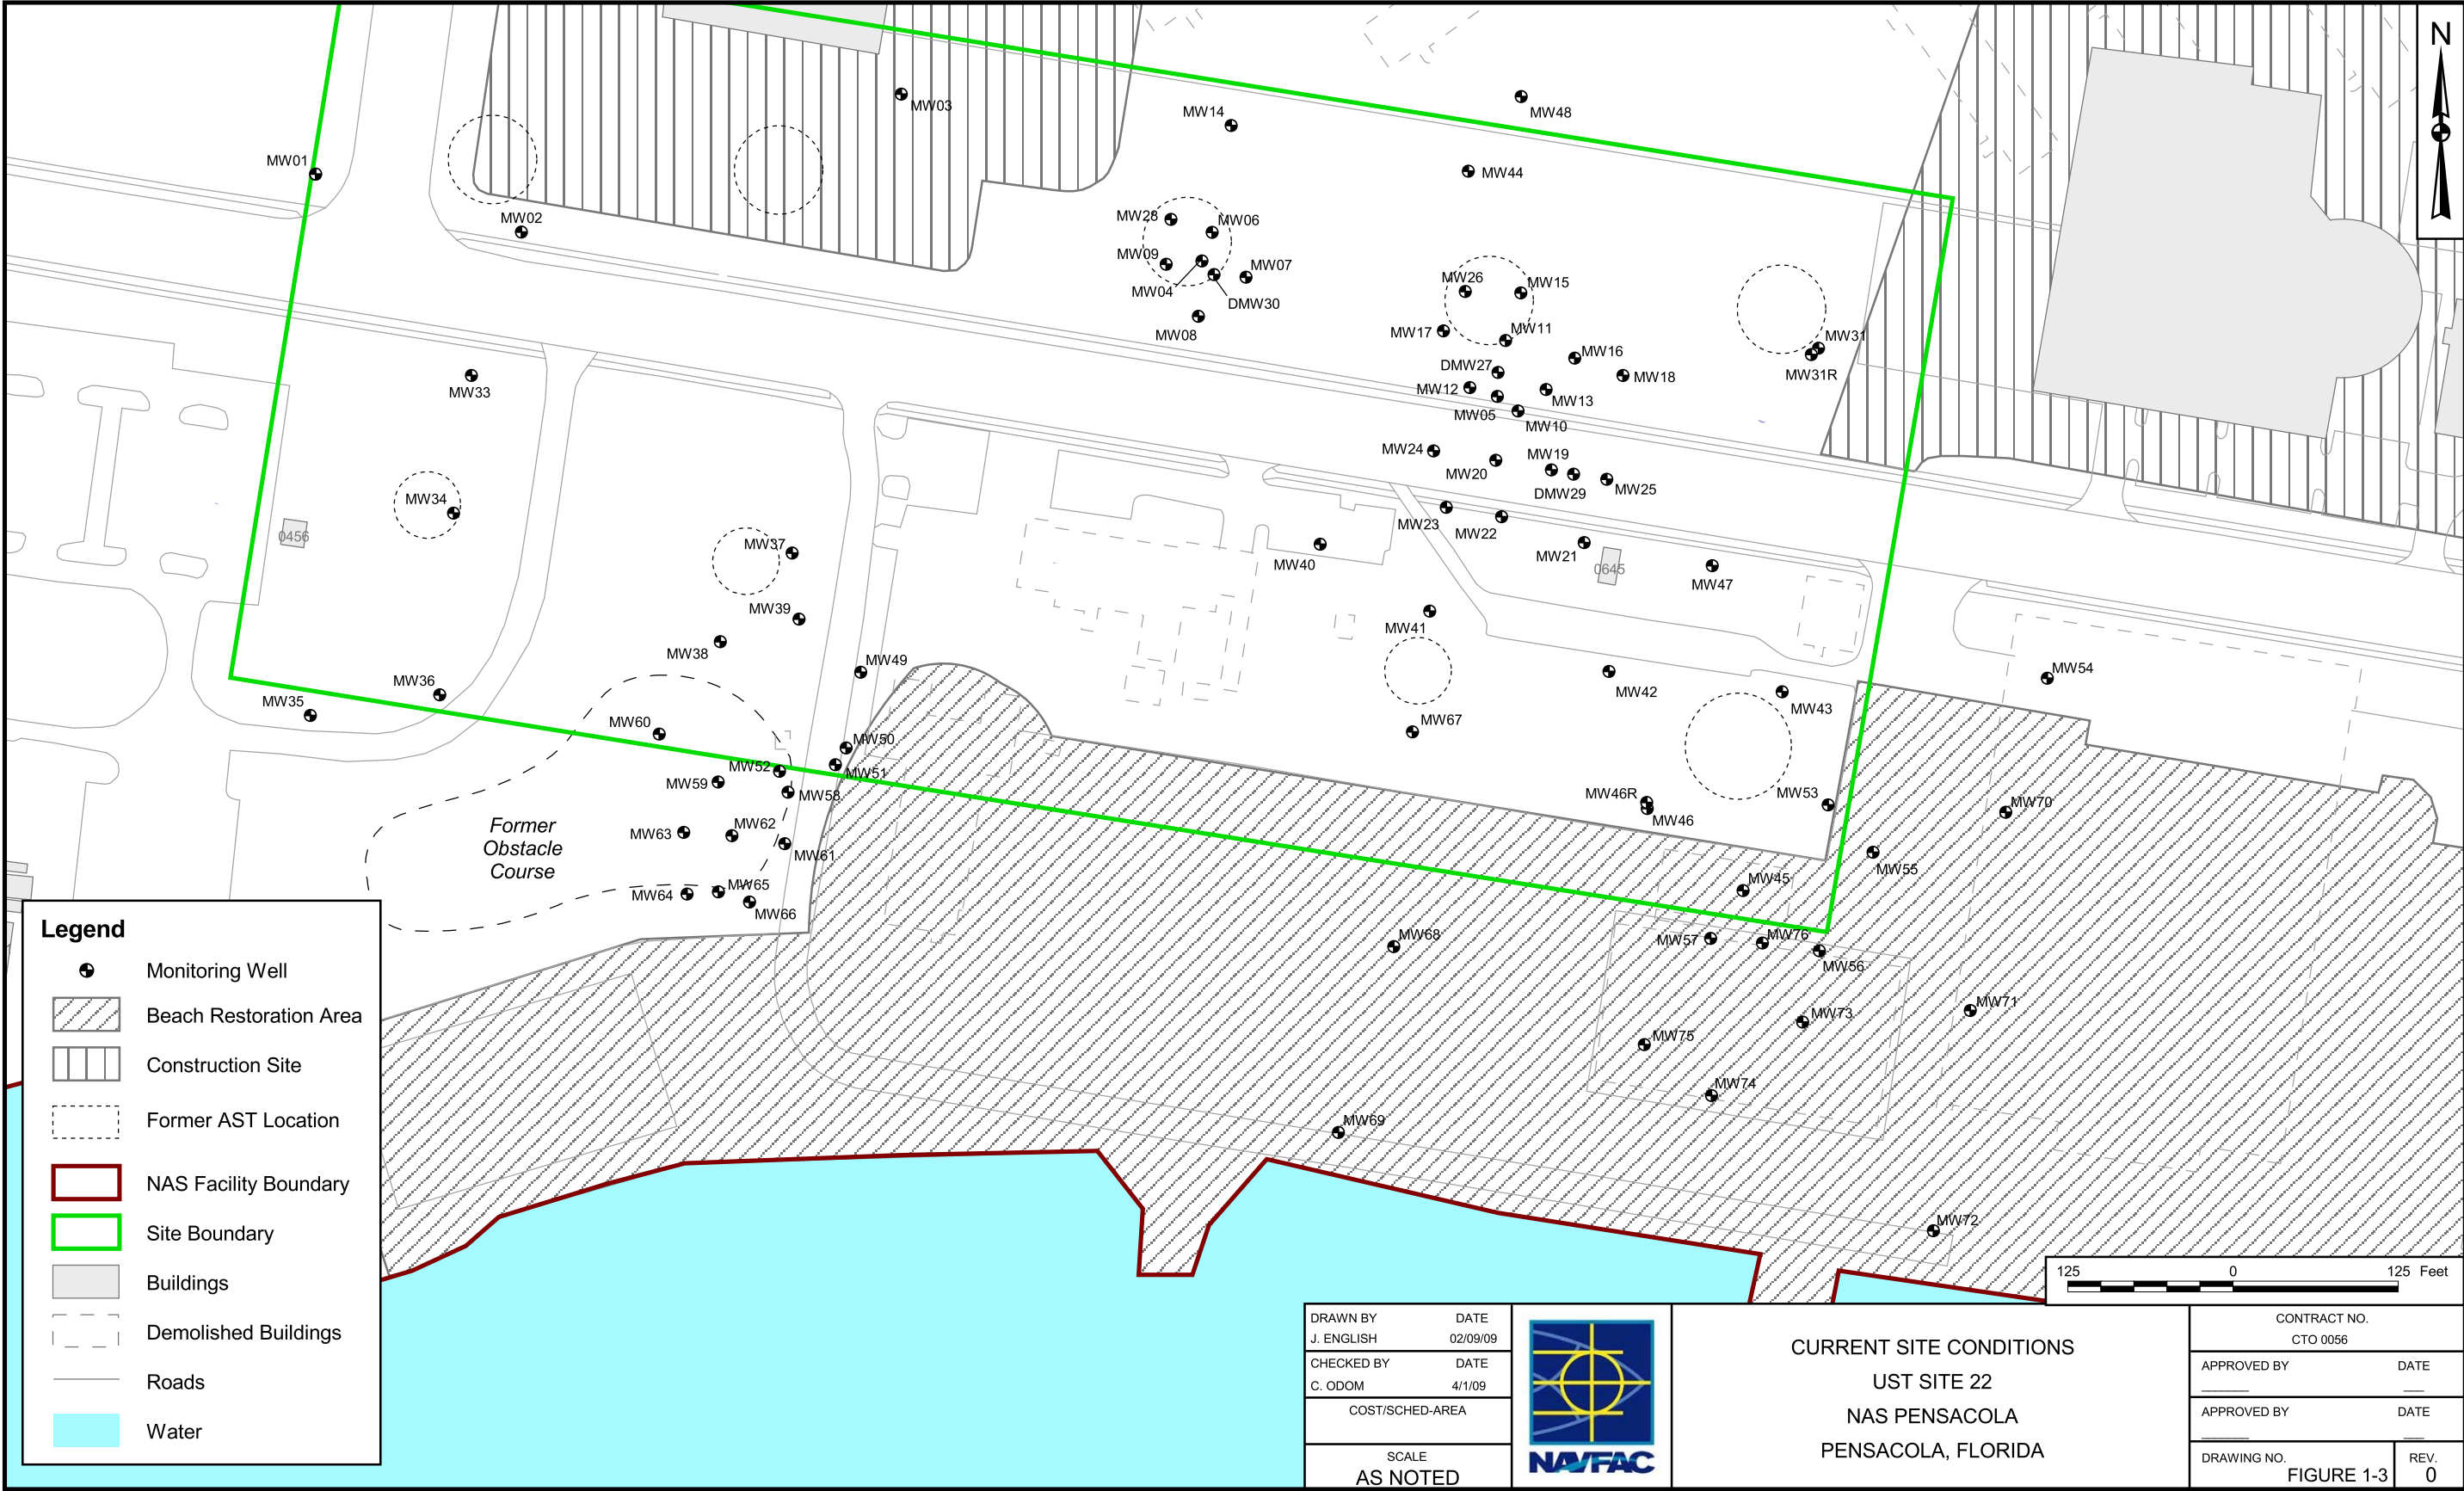 N
MW03
MW14
MW48
MW01
MW44
MW02
MW28
MW06
MW09
MW07
MW04
DMW30
MW08
MW26
MW15
MW17
MW11
MW31
MW16
DMW27
MW31R
MW18
MW12
MW13
MW05
MW10
MW33
MW24
MW19
MW20
DMW29
MW25
MW34
0456
MW23
MW22
MW37
MW40
MW21
0645
MW47
MW39
MW41
MW38
MW49
MW54
MW36
MW42
MW35
MW43
MW60
MW67
MW50
MW52
MW51
MW59
MW58
MW46R
MW53
MW70
MW46
MW63
MW62
MW61
Former
Obstacle
Course
MW55
MW45
MW65
MW64
MW66
MW68
MW57
MW76
MW56
MW71
MW73
MW75
MW74
MW69
MW72
Legend
Monitoring Well
Beach Restoration Area
Construction Site
Former AST Location
NAS Facility Boundary
Site Boundary
Buildings
Demolished Buildings
Roads
Water
125 0 125 Feet
DRAWN BY DATE
J. ENGLISH 02/09/09
CHECKED BY DATE
C. ODOM 4/1/09
COST/SCHED-AREA
SCALE
AS NOTED
NAVFAC
CURRENT SITE CONDITIONS
UST SITE 22
NAS PENSACOLA
PENSACOLA, FLORIDA
CONTRACT NO.
CTO 0056
APPROVED BY DATE
APPROVED BY DATE
DRAWING NO.
FIGURE 1-3
REV.
0